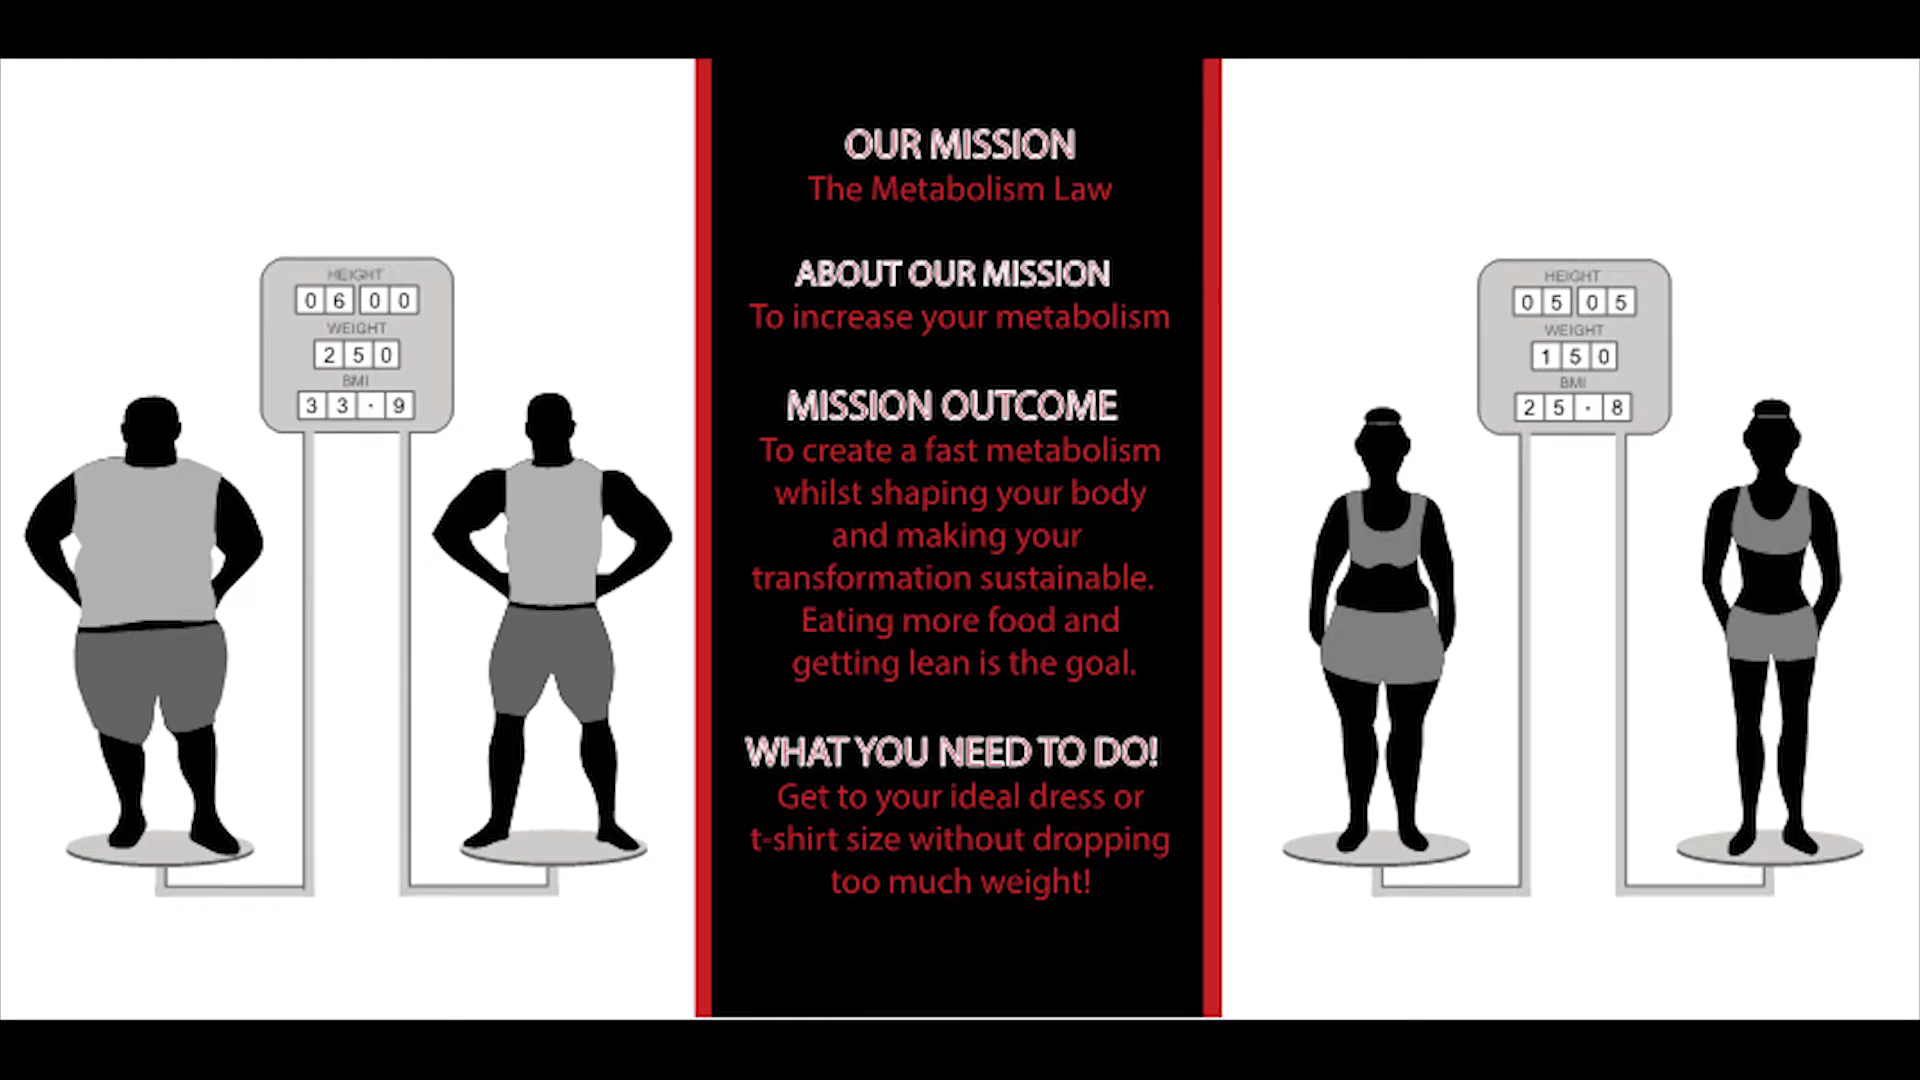 HEIGHT
0 6 0 0
WEIGHT
2 5 0
BMI
3 3 · 9
OUR MISSION
The Metabolism Law
ABOUT OUR MISSION
To increase your metabolism
MISSION OUTCOME
To create a fast metabolism
whilst shaping your body
and making your
transformation sustainable.
Eating more food and
getting lean is the goal.
WHAT YOU NEED TO DO!
Get to your ideal dress or
t-shirt size without dropping
too much weight!
HEIGHT
0 5 0 5
WEIGHT
1 5 0
BMI
2 5 · 8